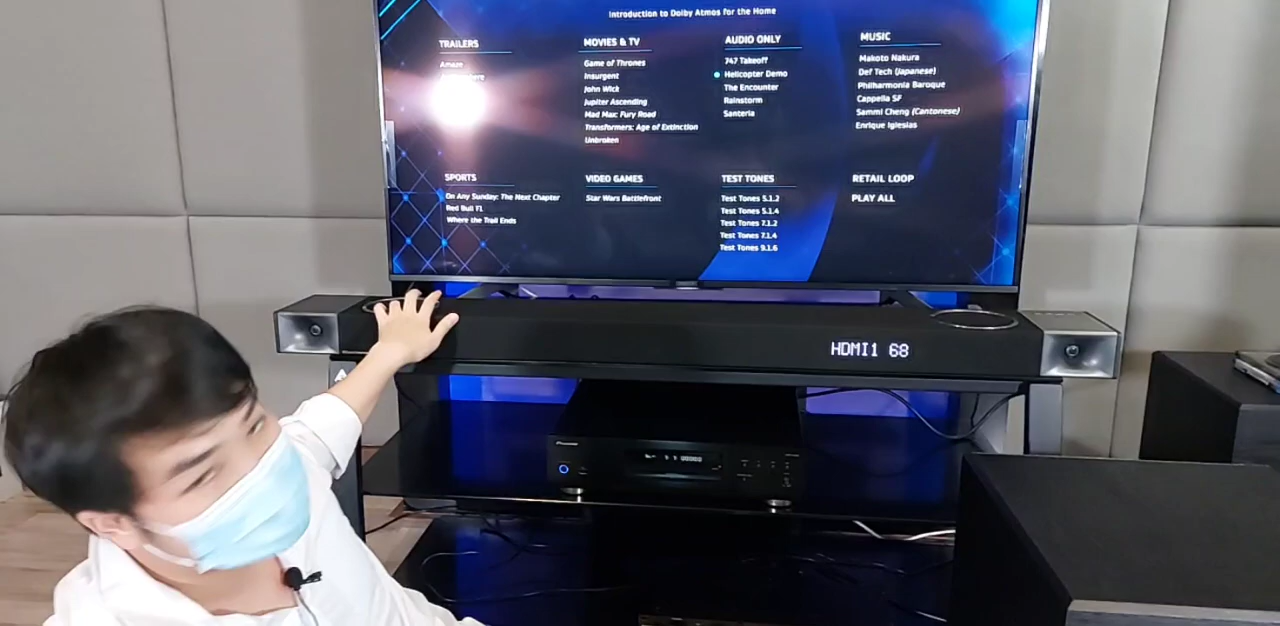 Introduction to Dolby Atmos for the Home
TRAILERS
Amaze
MOVIES & TV
Game of Thrones
Insurgent
John Wick
Jupiter Ascending
Mad Max: Fury Road
Transformers: Age of Extinction
Unbroken
AUDIO ONLY
747 Takeoff
Helicopter Demo
The Encounter
Rainstorm
Santeria
MUSIC
Makoto Nakura
Def Tech (Japanese)
Philharmonia Baroque
Cappella SF
Sammi Cheng (Cantonese)
Enrique Iglesias
SPORTS
On Any Sunday: The Next Chapter
Red Bull F1
Where the Trail Ends
VIDEO GAMES
Star Wars Battlefront
TEST TONES
Test Tones 5.1.2
Test Tones 5.1.4
Test Tones 7.1.2
Test Tones 7.1.4
Test Tones 9.1.6
RETAIL LOOP
PLAY ALL
HDMI1 68
Pioneer